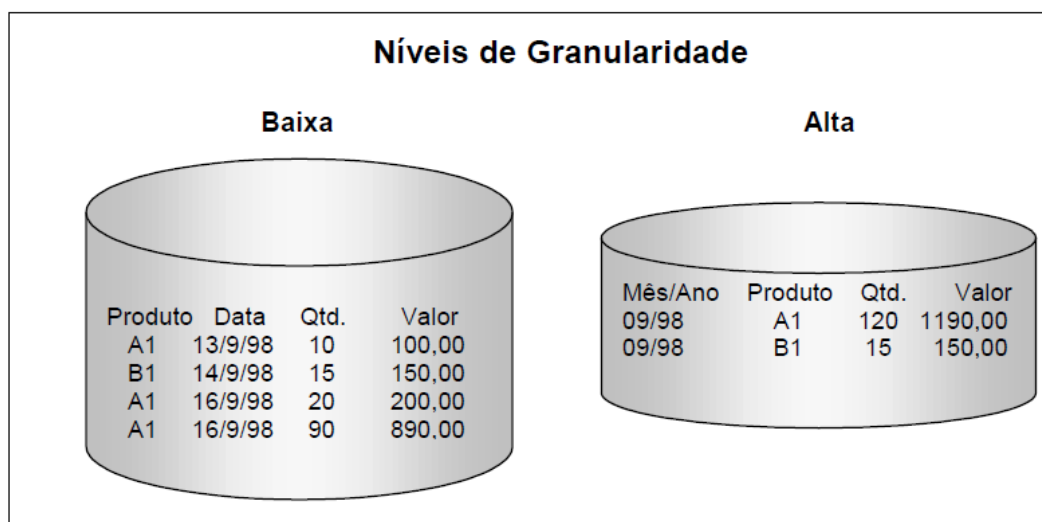 Níveis de Granularidade
Baixa
Produto Data Qtd. Valor
A1 13/9/98 10 100,00
B1 14/9/98 15 150,00
A1 16/9/98 20 200,00
A1 16/9/98 90 890,00
Alta
Mês/Ano Produto Qtd. Valor
09/98 A1 120 1190,00
09/98 B1 15 150,00